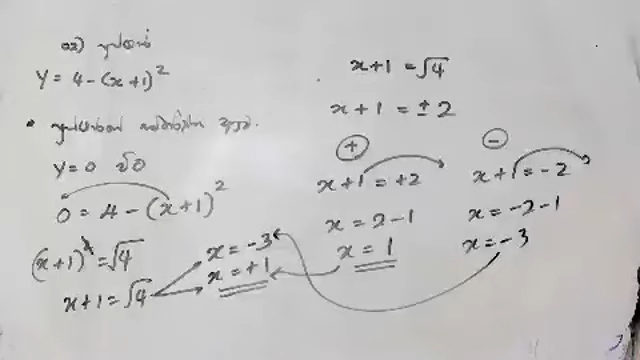 y = 4 - (x + 1)²
y = 0
0 = 4 - (x + 1)²
(x + 1)² = √4
x + 1 = √4
x = -3
x = +1
x + 1 = √4
x + 1 = ± 2
+
x + 1 = +2
x = 2 - 1
x = 1
-
x + 1 = -2
x = -2 - 1
x = -3